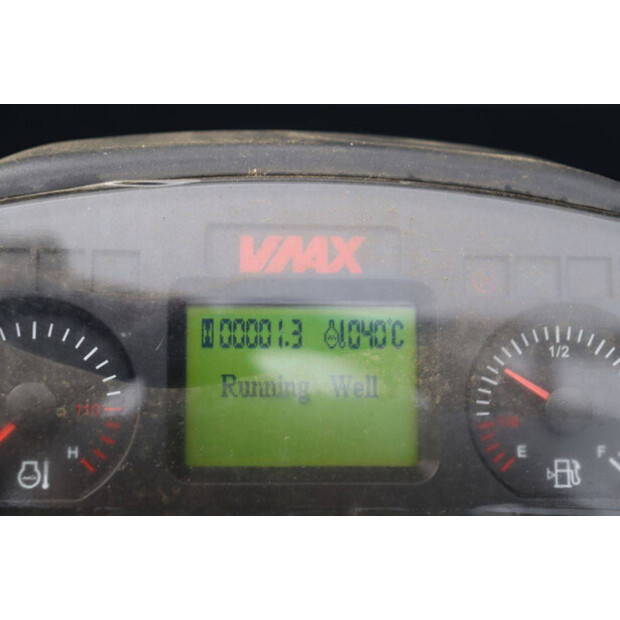 VMAX
00001.3 040°C
Running Well
110
H
1/2
E
F